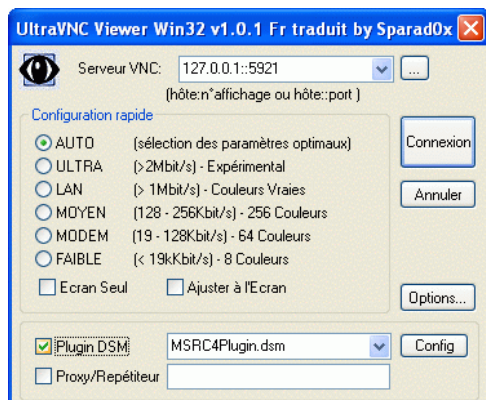 UltraVNC Viewer Win32 v1.0.1 Fr traduit by Sparad0x
Serveur VNC: 127.0.0.1::5921 ...
(hôte:n°affichage ou hôte::port )
Configuration rapide
AUTO (sélection des paramètres optimaux) Connexion
ULTRA (>2Mbit/s) - Expérimental
LAN (> 1Mbit/s) - Couleurs Vraies Annuler
MOYEN (128 - 256Kbit/s) - 256 Couleurs
MODEM (19 - 128Kbit/s) - 64 Couleurs
FAIBLE (< 19kKbit/s) - 8 Couleurs
Ecran Seul Ajuster à l'Ecran Options...
Plugin DSM MSRC4Plugin.dsm Config
Proxy/Repétiteur